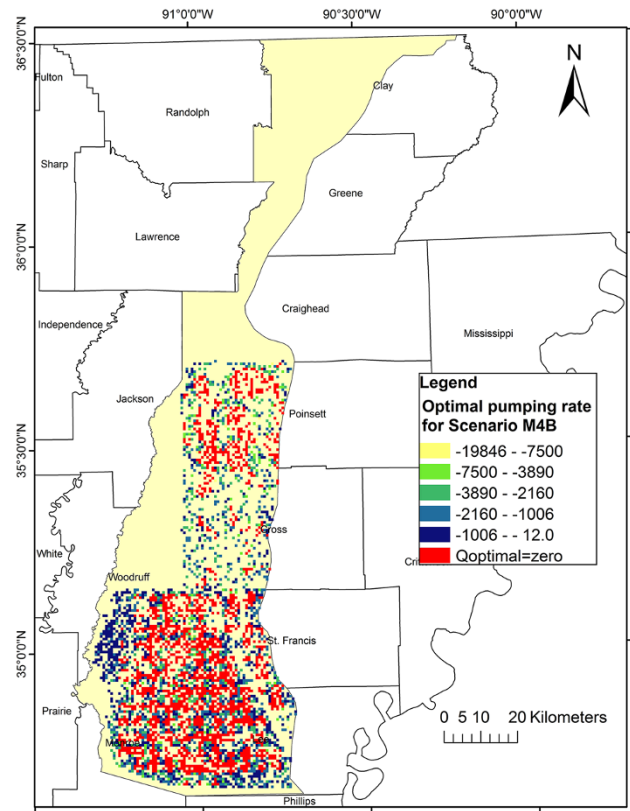 91°0'0"W 90°30'0"W 90°0'0"W
36°30'0"N
N
Fulton
Clay
Randolph
Sharp
Greene
Lawrence
36°0'0"N
Craighead
Independence
Mississippi
Jackson
Legend
Optimal pumping rate
for Scenario M4B
-19846 - -7500
-7500 - -3890
-3890 - -2160
-2160 - -1006
-1006 - - 12.0
Qoptimal=zero
Poinsett
35°30'0"N
Cross
White
Woodruff
St. Francis
35°0'0"N
Prairie
0 5 10 20 Kilometers
Phillips